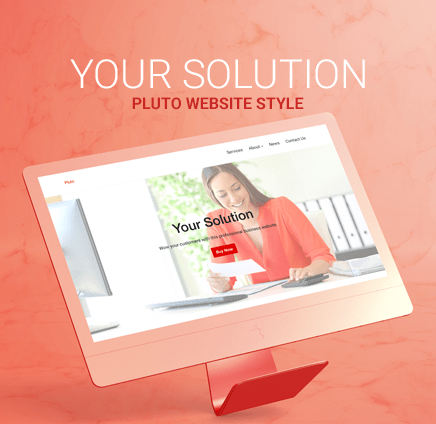 YOUR SOLUTION
PLUTO WEBSITE STYLE
Pluto
Services About News Contact Us
Your Solution
Wow your customers with this professional business website
Buy Now